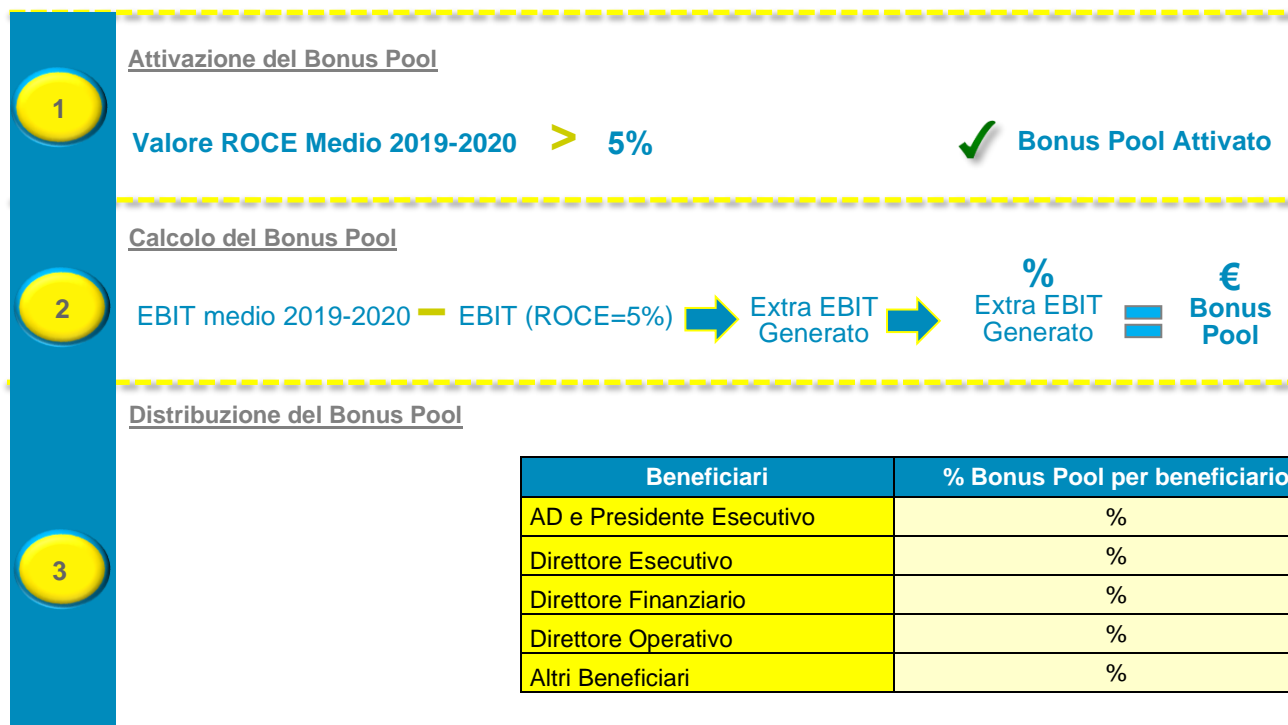 Attivazione del Bonus Pool
1
Valore ROCE Medio 2019-2020 > 5%
Bonus Pool Attivato
Calcolo del Bonus Pool
2
EBIT medio 2019-2020 – EBIT (ROCE=5%)
Extra EBIT
Generato
%
Extra EBIT
Generato
=
€
Bonus
Pool
Distribuzione del Bonus Pool
3
Beneficiari % Bonus Pool per beneficiario
AD e Presidente Esecutivo %
Direttore Esecutivo %
Direttore Finanziario %
Direttore Operativo %
Altri Beneficiari %